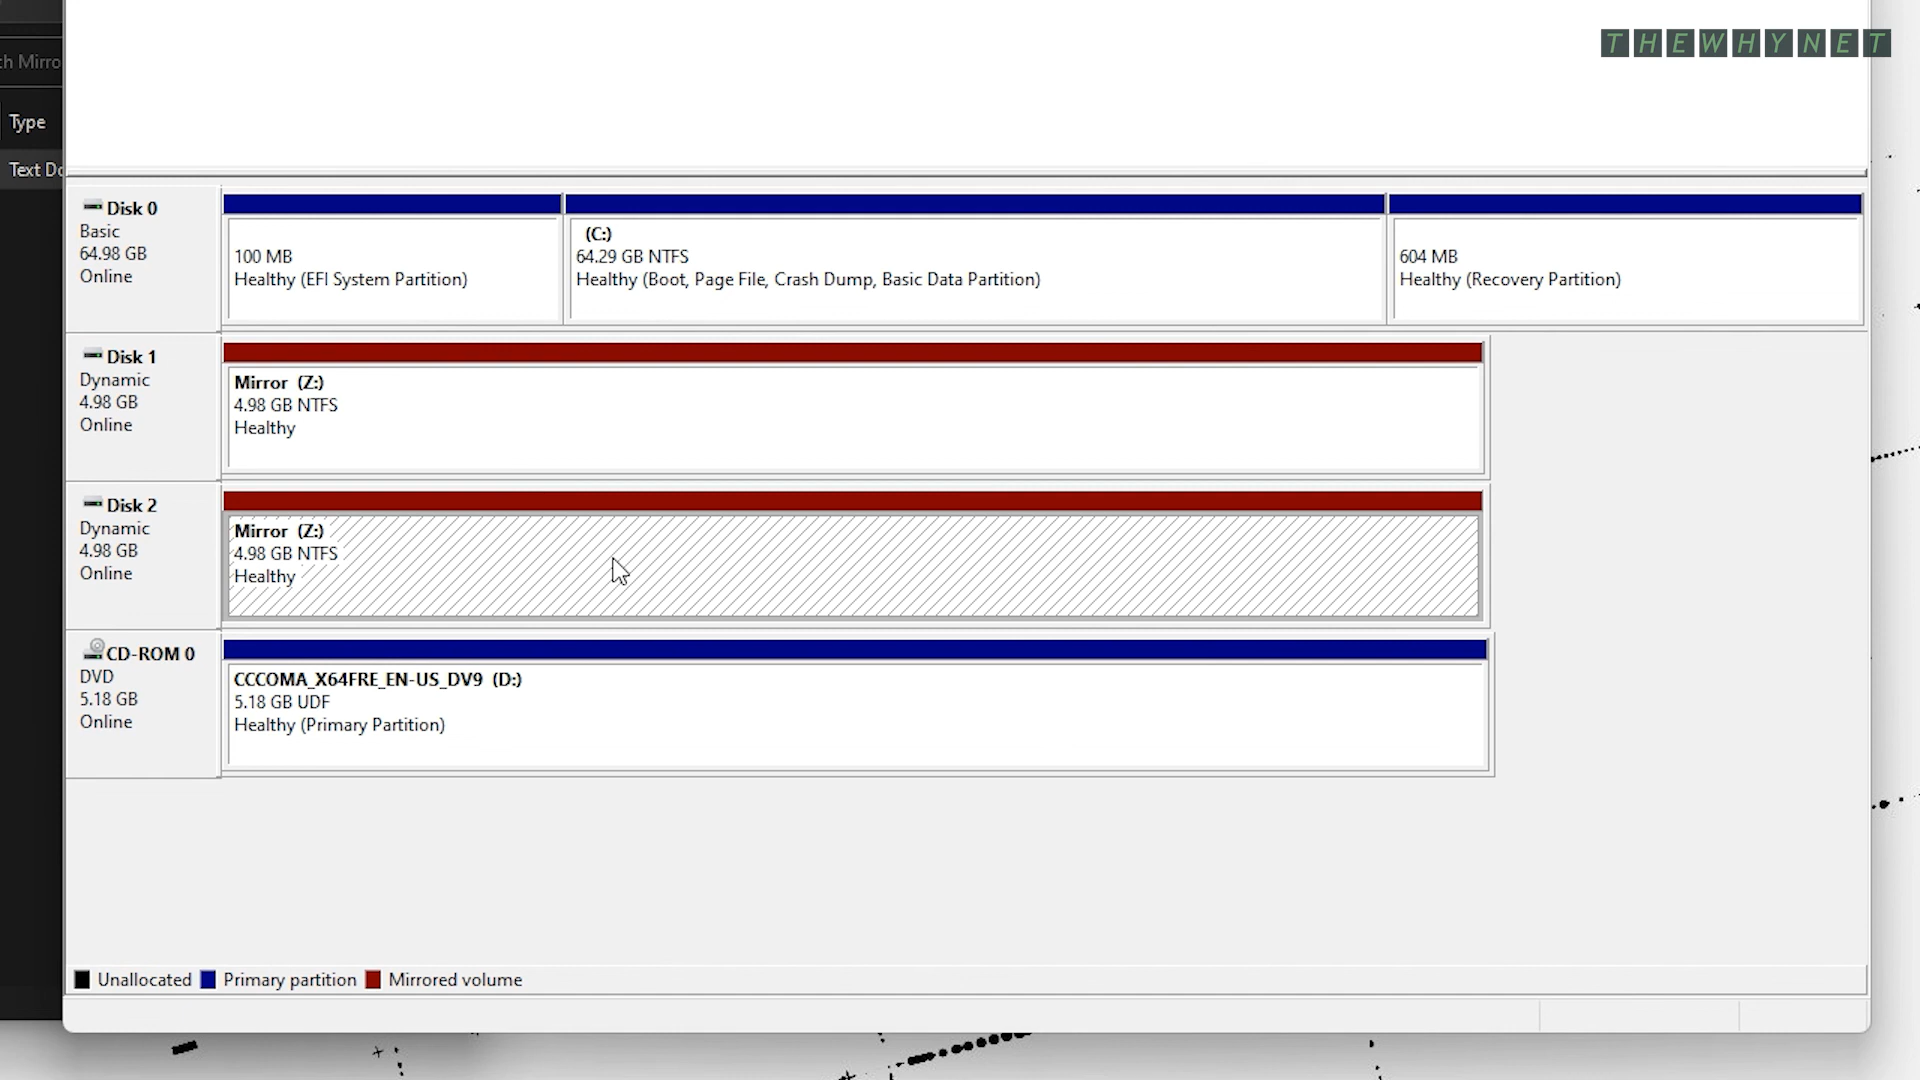 THEWHYNET
th Mirro
Type
Text Do
Disk 0
Basic
64.98 GB
Online
100 MB
Healthy (EFI System Partition)
(C:)
64.29 GB NTFS
Healthy (Boot, Page File, Crash Dump, Basic Data Partition)
604 MB
Healthy (Recovery Partition)
Disk 1
Dynamic
4.98 GB
Online
Mirror (Z:)
4.98 GB NTFS
Healthy
Disk 2
Dynamic
4.98 GB
Online
Mirror (Z:)
4.98 GB NTFS
Healthy
CD-ROM 0
DVD
5.18 GB
Online
CCCOMA_X64FRE_EN-US_DV9 (D:)
5.18 GB UDF
Healthy (Primary Partition)
Unallocated Primary partition Mirrored volume